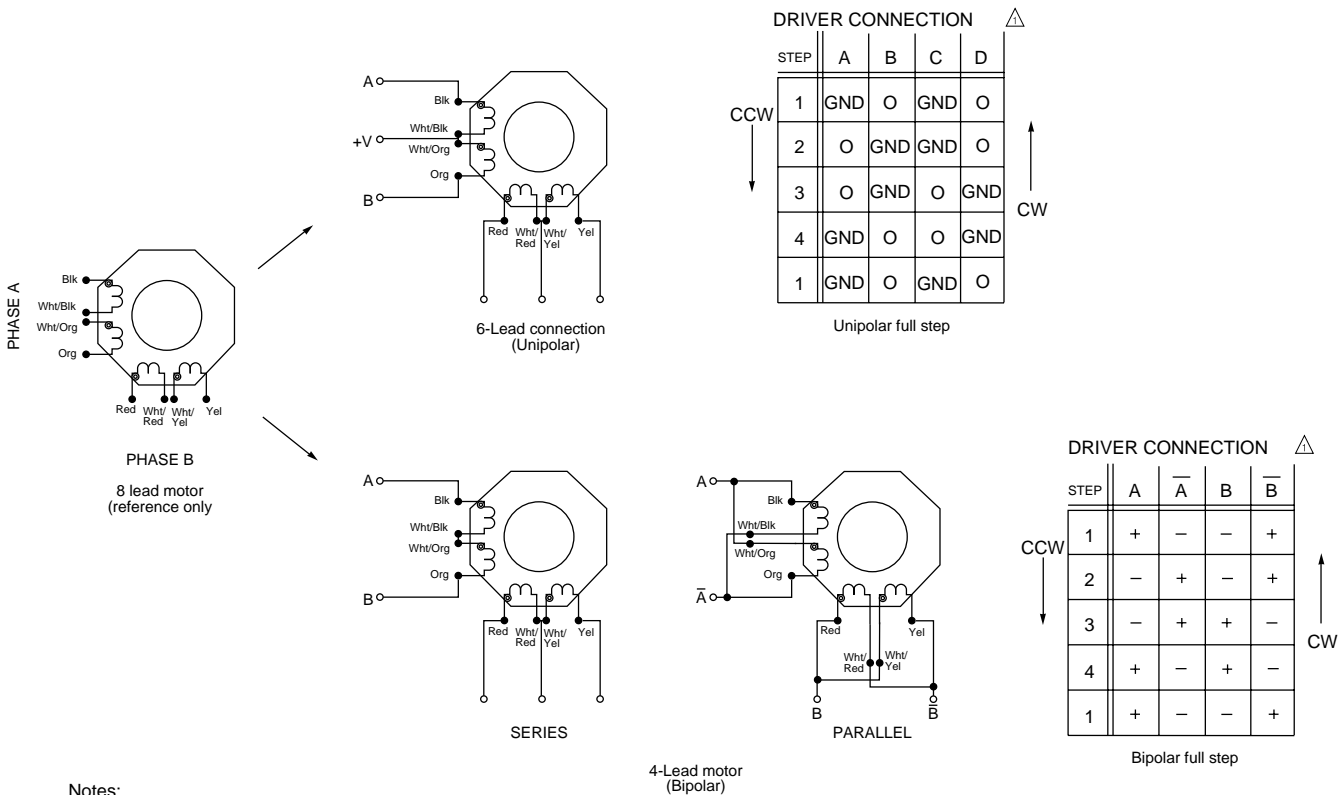 PHASE A
Blk
Wht/Blk
Wht/Org
Org
Red
Wht/
Red
Wht/
Yel
Yel
PHASE B
8 lead motor
(reference only
A
+V
B
Blk
Wht/Blk
Wht/Org
Org
Red
Wht/
Red
Wht/
Yel
Yel
6-Lead connection
(Unipolar)
DRIVER CONNECTION 1
STEP A B C D
1 GND O GND O
2 O GND GND O
3 O GND O GND
4 GND O O GND
1 GND O GND O
CCW
CW
Unipolar full step
A
B
Blk
Wht/Blk
Wht/Org
Org
Red
Wht/
Red
Wht/
Yel
Yel
SERIES
A
A̅
Blk
Wht/Blk
Wht/Org
Org
Red
Yel
Wht/
Red
Wht/
Yel
B
B̅
PARALLEL
4-Lead motor
(Bipolar)
DRIVER CONNECTION 1
STEP A A̅ B B̅
1 + − − +
2 − + − +
3 − + + −
4 + − + −
1 + − − +
CCW
CW
Bipolar full step
Notes: